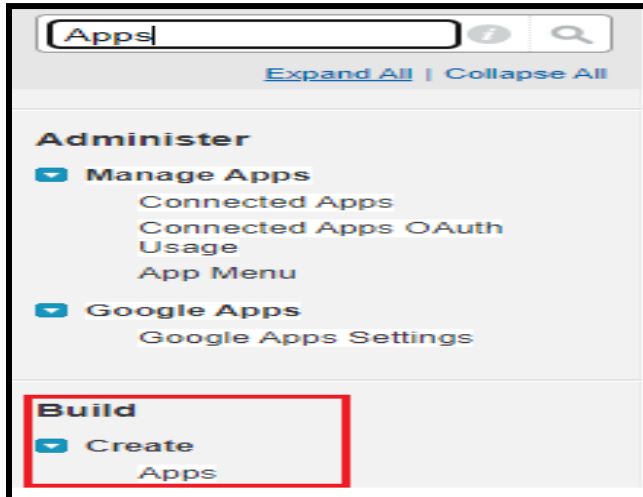 Apps
Expand All | Collapse All
Administer
Manage Apps
Connected Apps
Connected Apps OAuth
Usage
App Menu
Google Apps
Google Apps Settings
Build
Create
Apps